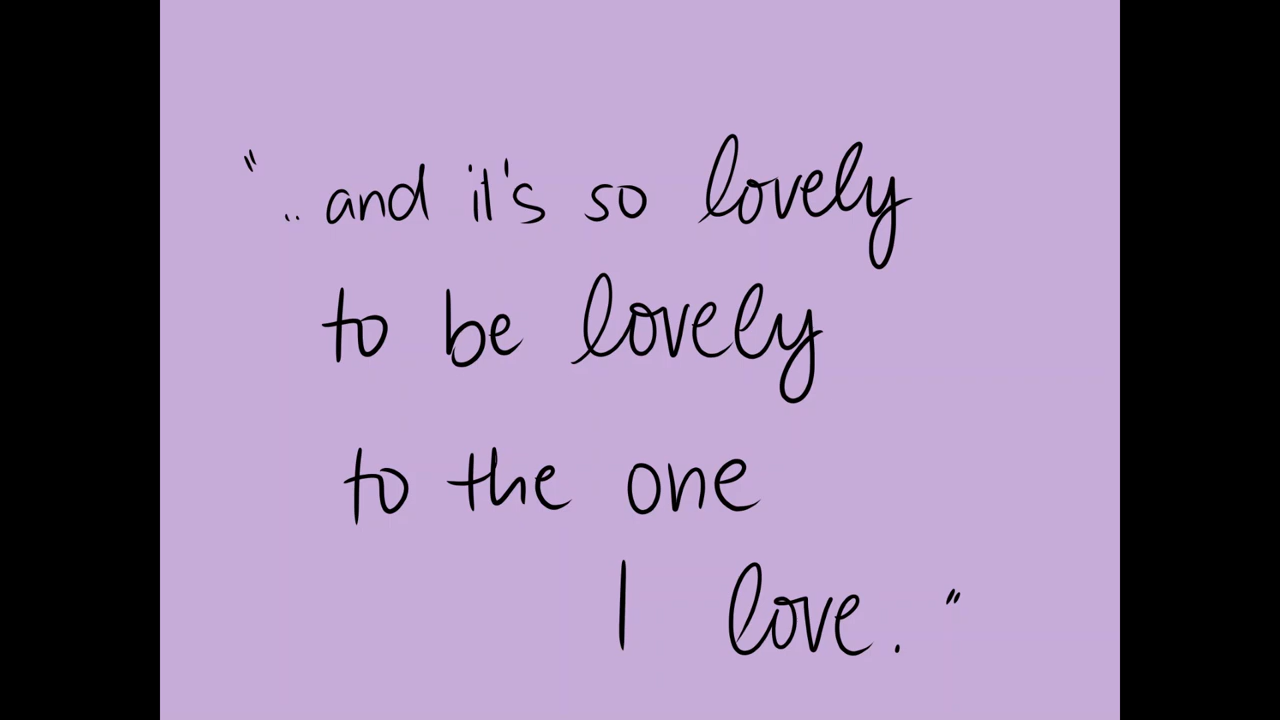 "..and it's so lovely
to be lovely
to the one
I love."